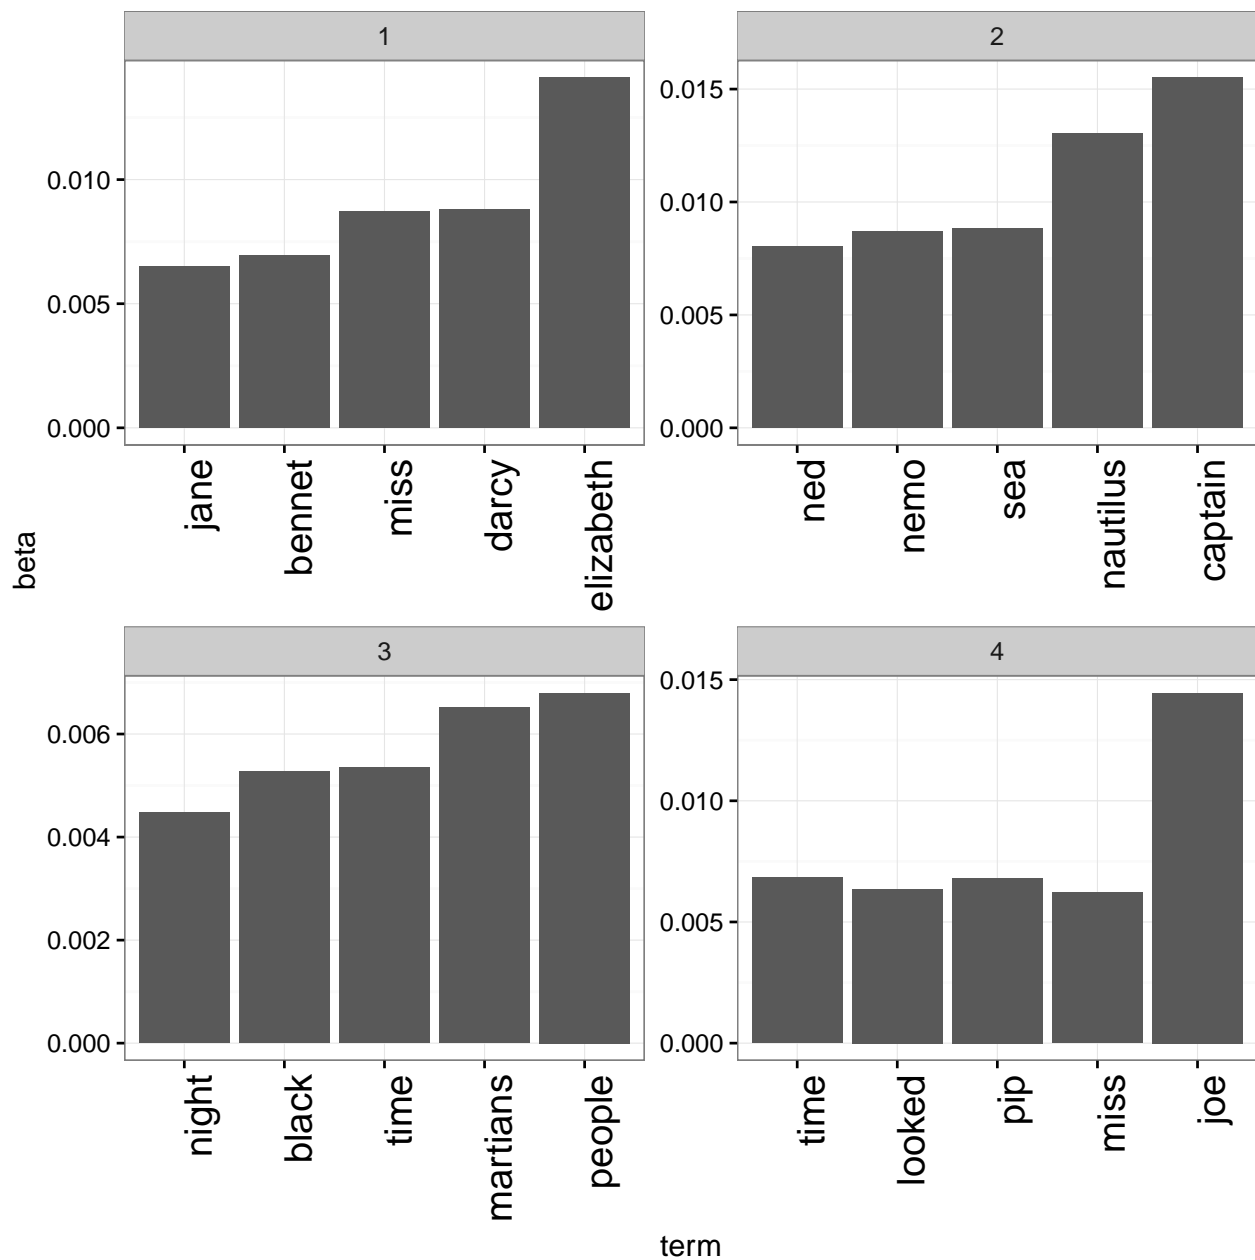 1
2
0.000
0.005
0.010
0.000
0.005
0.010
0.015
jane
bennet
miss
darcy
elizabeth
ned
nemo
sea
nautilus
captain
beta
3
4
0.000
0.002
0.004
0.006
0.000
0.005
0.010
0.015
night
black
time
martians
people
time
looked
pip
miss
joe
term